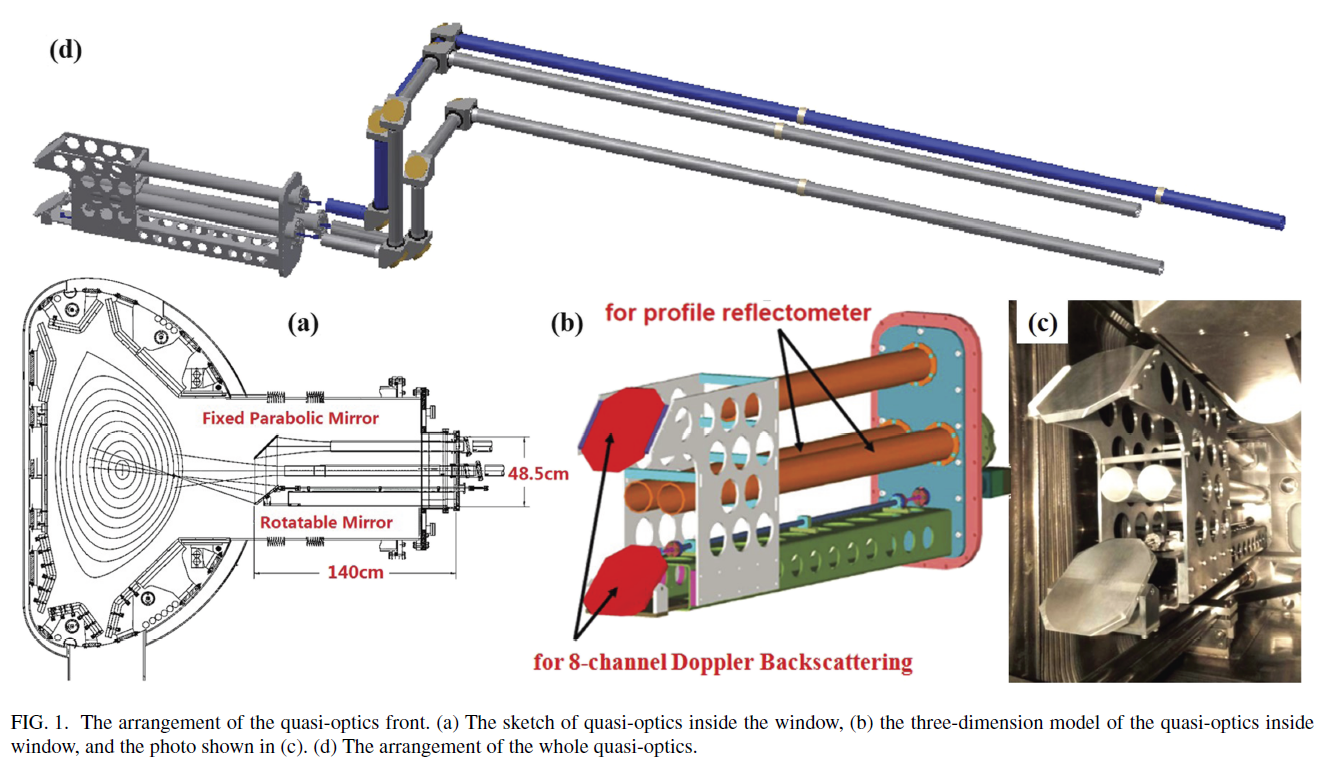 (d)
(a)
Fixed Parabolic Mirror
48.5cm
Rotatable Mirror
140cm
(b)
for profile reflectometer
for 8-channel Doppler Backscattering
(c)
FIG. 1. The arrangement of the quasi-optics front. (a) The sketch of quasi-optics inside the window, (b) the three-dimension model of the quasi-optics inside
window, and the photo shown in (c). (d) The arrangement of the whole quasi-optics.